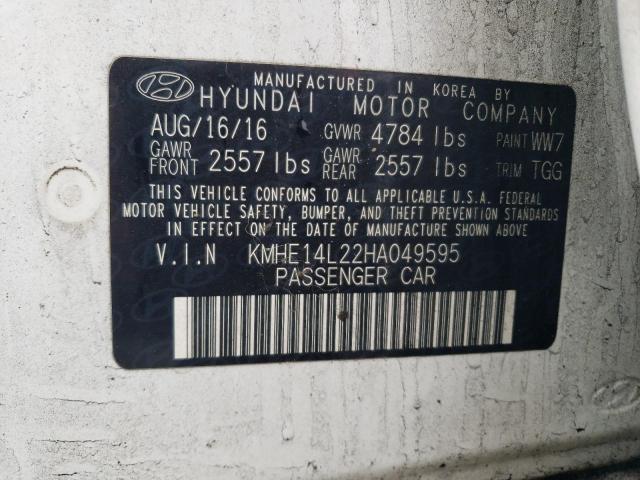 MANUFACTURED IN KOREA BY
HYUNDAI MOTOR COMPANY
AUG/16/16 GVWR 4784 lbs PAINT WW7
GAWR FRONT 2557 lbs GAWR REAR 2557 lbs TRIM TGG
THIS VEHICLE CONFORMS TO ALL APPLICABLE U.S.A. FEDERAL
MOTOR VEHICLE SAFETY, BUMPER, AND THEFT PREVENTION STANDARDS
IN EFFECT ON THE DATE OF MANUFACTURE SHOWN ABOVE.
V.I.N KMHE14L22HA049595
PASSENGER CAR